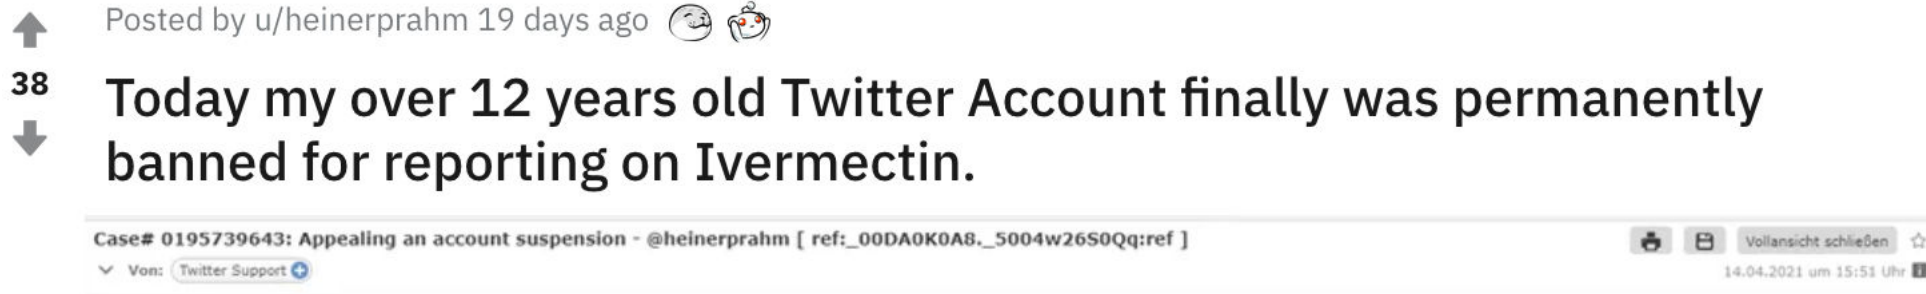 Posted by u/heinerprahm 19 days ago
38
Today my over 12 years old Twitter Account finally was permanently
banned for reporting on Ivermectin.
Case# 0195739643: Appealing an account suspension - @heinerprahm [ ref:_00DA0K0A8._5004w26S0Qq:ref ]
Vollansicht schließen
Von: Twitter Support
14.04.2021 um 15:51 Uhr